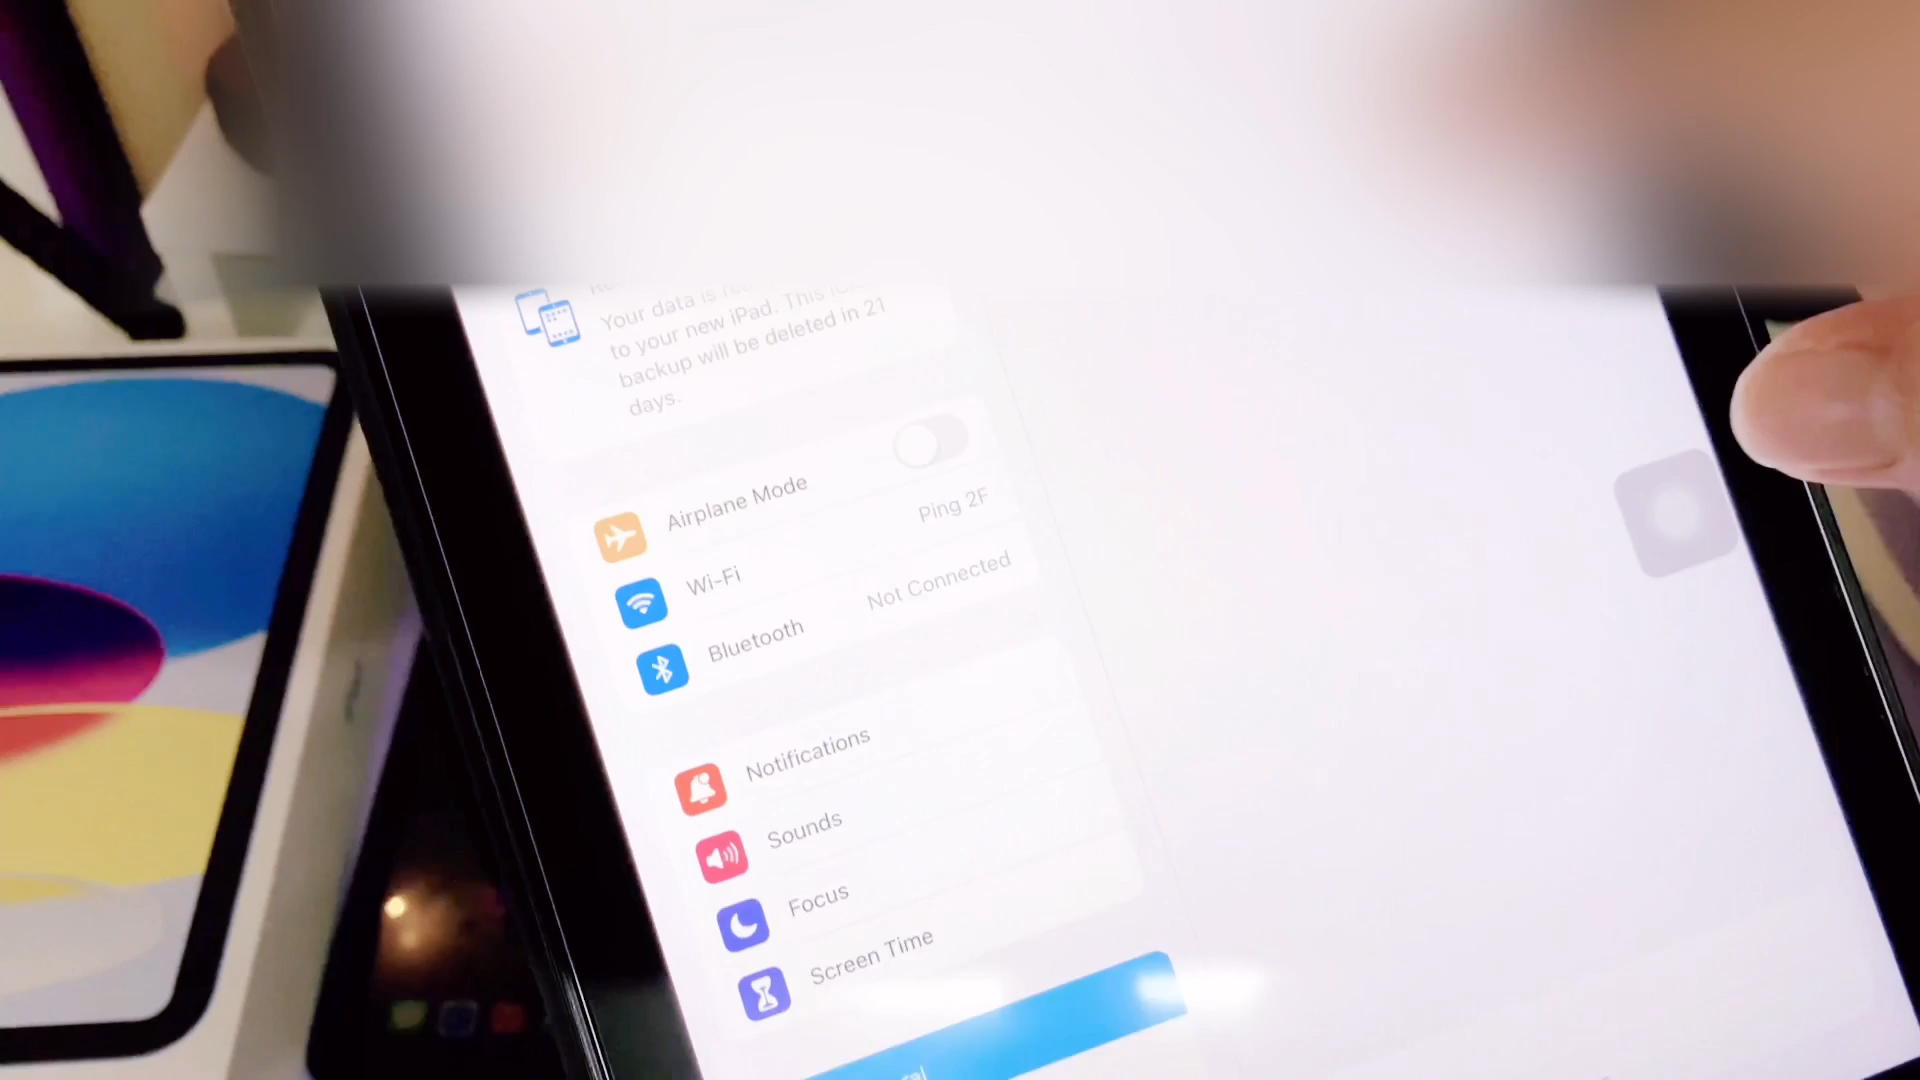 Your data is
to your new iPad. This
backup will be deleted in 21
days.
Airplane Mode
Wi-Fi
Ping 2F
Bluetooth
Not Connected
Notifications
Sounds
Focus
Screen Time